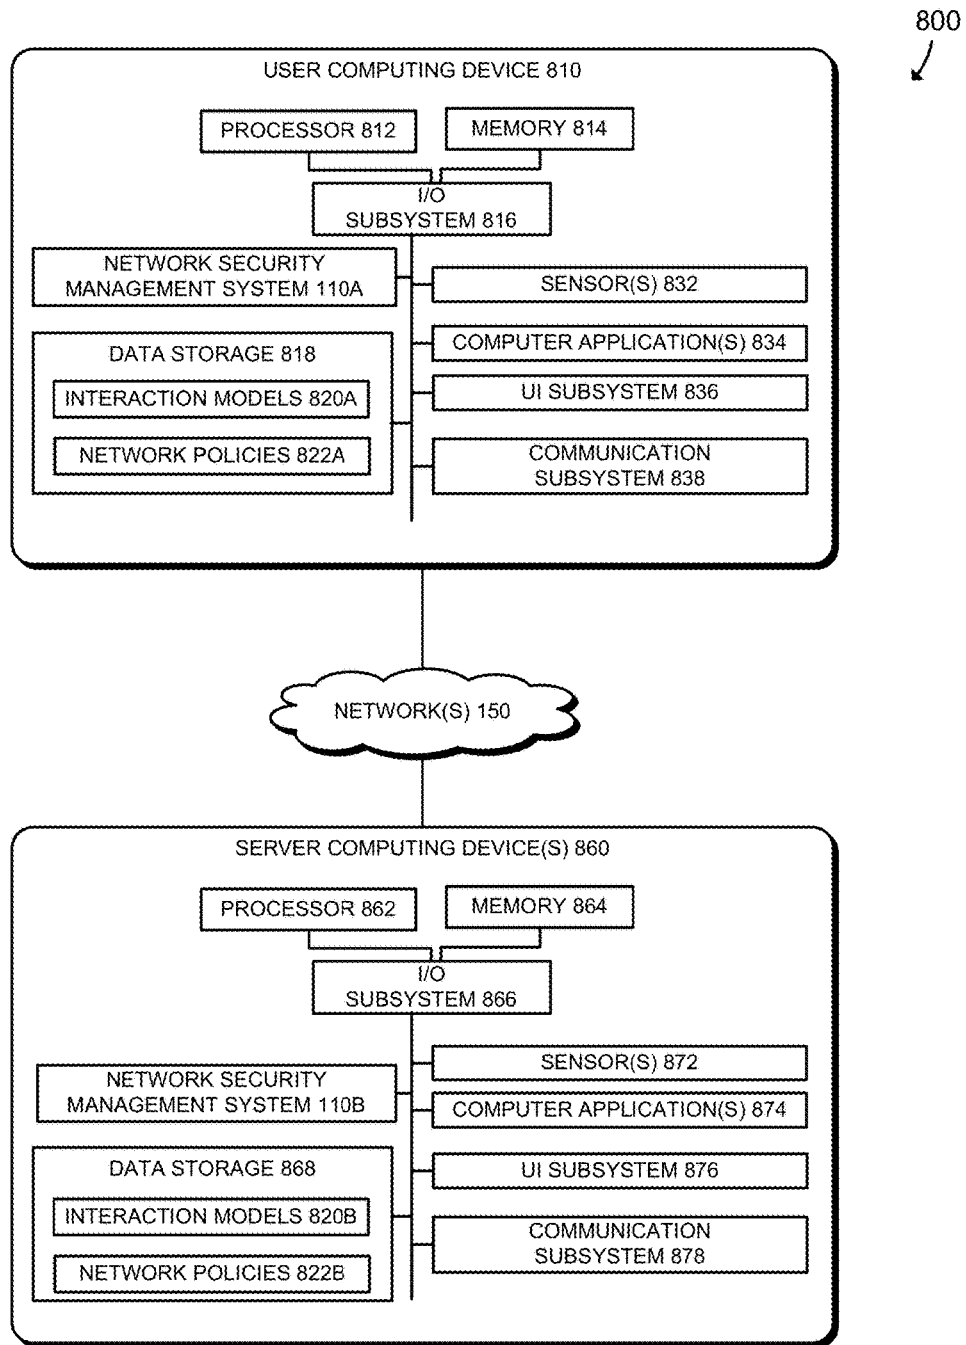 800
USER COMPUTING DEVICE 810
PROCESSOR 812
MEMORY 814
I/O
SUBSYSTEM 816
NETWORK SECURITY
MANAGEMENT SYSTEM 110A
SENSOR(S) 832
DATA STORAGE 818
COMPUTER APPLICATION(S) 834
INTERACTION MODELS 820A
UI SUBSYSTEM 836
NETWORK POLICIES 822A
COMMUNICATION
SUBSYSTEM 838
NETWORK(S) 150
SERVER COMPUTING DEVICE(S) 860
PROCESSOR 862
MEMORY 864
I/O
SUBSYSTEM 866
SENSOR(S) 872
NETWORK SECURITY
MANAGEMENT SYSTEM 110B
COMPUTER APPLICATION(S) 874
DATA STORAGE 868
UI SUBSYSTEM 876
INTERACTION MODELS 820B
COMMUNICATION
SUBSYSTEM 878
NETWORK POLICIES 822B